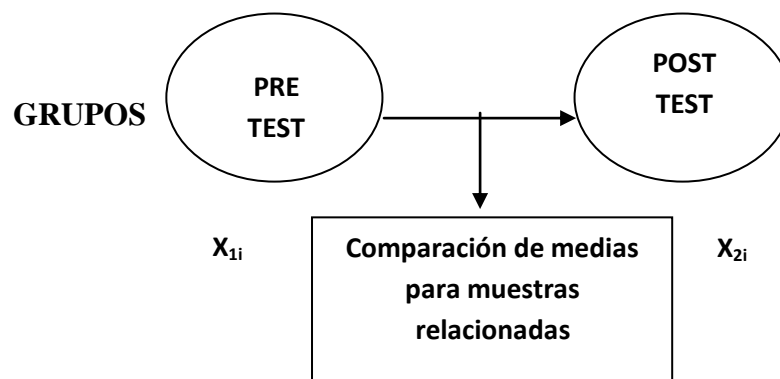 GRUPOS
PRE
TEST
POST
TEST
X1i
Comparación de medias
para muestras
relacionadas
X2i